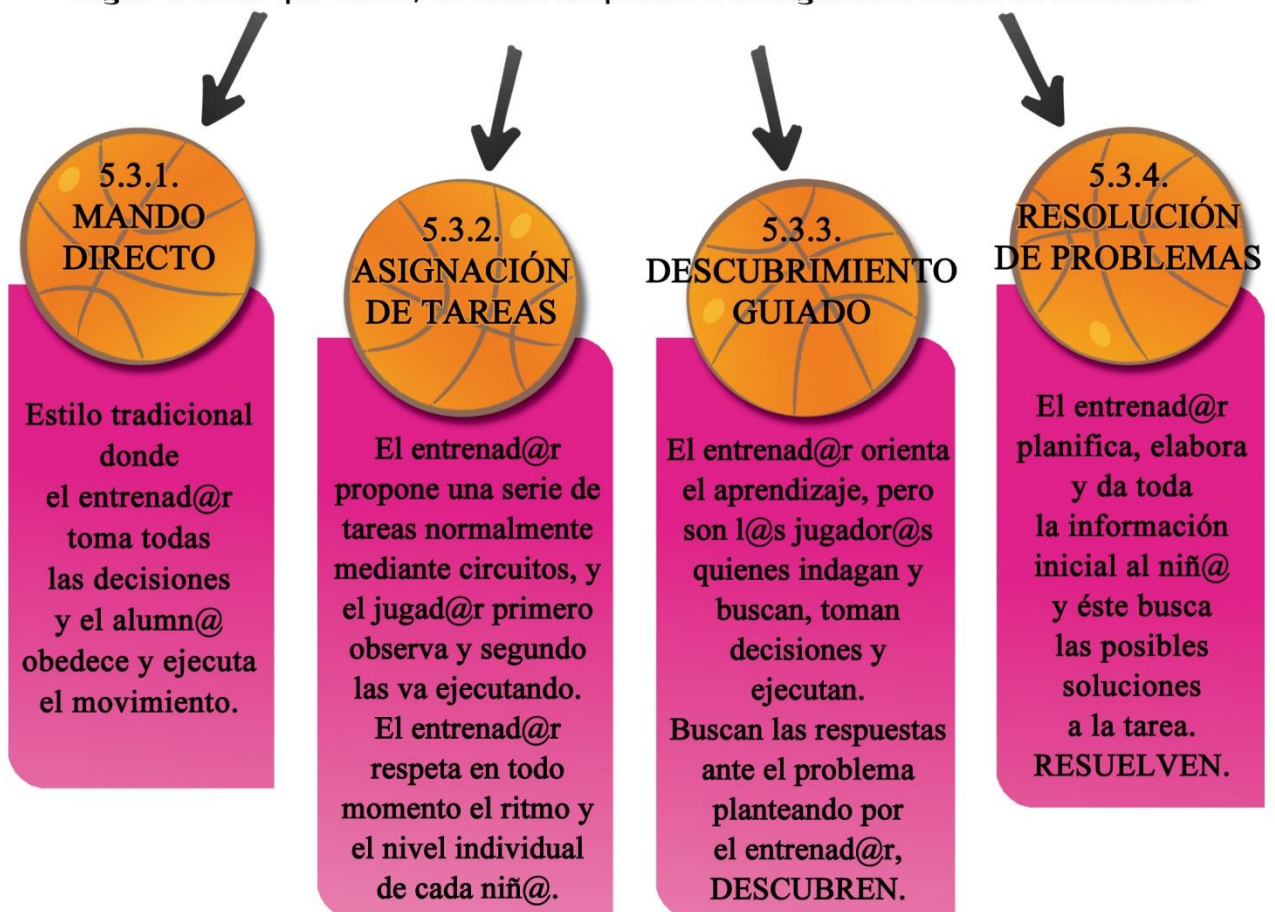 5.3.1.
MANDO
DIRECTO
Estilo tradicional
donde
el entrenad@r
toma todas
las decisiones
y el alumn@
obedece y ejecuta
el movimiento.
5.3.2.
ASIGNACIÓN
DE TAREAS
El entrenad@r
propone una serie de
tareas normalmente
mediante circuitos, y
el jugad@r primero
observa y segundo
las va ejecutando.
El entrenad@r
respeta en todo
momento el ritmo y
el nivel individual
de cada niñ@.
5.3.3.
DESCUBRIMIENTO
GUIADO
El entrenad@r orienta
el aprendizaje, pero
son l@s jugador@s
quienes indagan y
buscan, toman
decisiones y
ejecutan.
Buscan las respuestas
ante el problema
planteando por
el entrenad@r,
DESCUBREN.
5.3.4.
RESOLUCIÓN
DE PROBLEMAS
El entrenad@r
planifica, elabora
y da toda
la información
inicial al niñ@
y éste busca
las posibles
soluciones
a la tarea.
RESUELVEN.